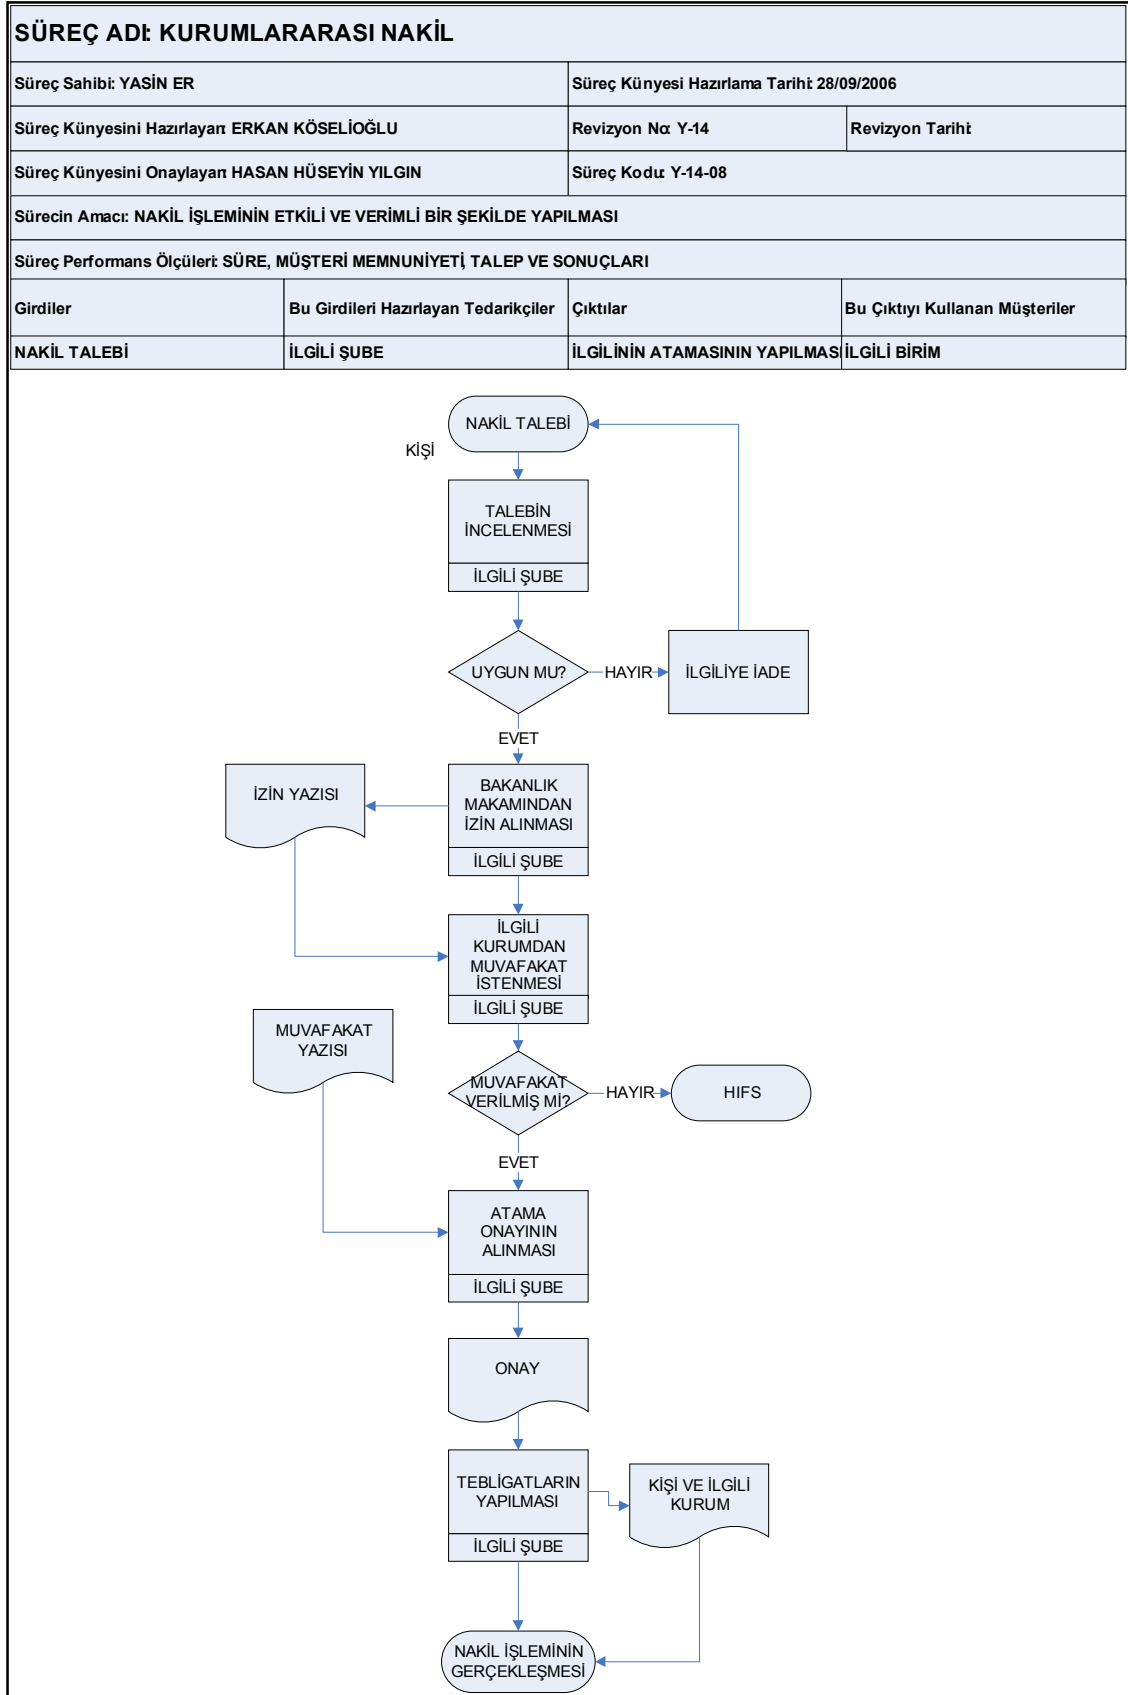 SÜREÇ ADI: KURUMLARARASI NAKİL
Süreç Sahibi: YASİN ER
Süreç Künyesi Hazırlama Tarihi: 28/09/2006
Süreç Künyesini Hazırlayan: ERKAN KÖSELİOĞLU
Revizyon No: Y-14
Revizyon Tarihi:
Süreç Künyesini Onaylayan: HASAN HÜSEYİN YILGIN
Süreç Kodu: Y-14-08
Sürecin Amacı: NAKİL İŞLEMİNİN ETKİLİ VE VERİMLİ BİR ŞEKİLDE YAPILMASI
Süreç Performans Ölçüleri: SÜRE, MÜŞTERİ MEMNUNİYETİ, TALEP VE SONUÇLARI
Girdiler
Bu Girdileri Hazırlayan Tedarikçiler
Çıktılar
Bu Çıktıyı Kullanan Müşteriler
NAKİL TALEBİ
İLGİLİ ŞUBE
İLGİLİNİN ATAMASININ YAPILMASI
İLGİLİ BİRİM
NAKİL TALEBİ
KİŞİ
TALEBİN
İNCELENMESİ
İLGİLİ ŞUBE
UYGUN MU?
HAYIR
İLGİLİYE İADE
EVET
İZİN YAZISI
BAKANLIK
MAKAMINDAN
İZİN ALINMASI
İLGİLİ ŞUBE
İLGİLİ
KURUMDAN
MUVAFAKAT
İSTENMESİ
İLGİLİ ŞUBE
MUVAFAKAT
YAZISI
MUVAFAKAT
VERİLMİŞ Mİ?
HAYIR
HIFS
EVET
ATAMA
ONAYININ
ALINMASI
İLGİLİ ŞUBE
ONAY
TEBLİGATLARIN
YAPILMASI
İLGİLİ ŞUBE
KİŞİ VE İLGİLİ
KURUM
NAKİL İŞLEMİNİN
GERÇEKLEŞMESİ